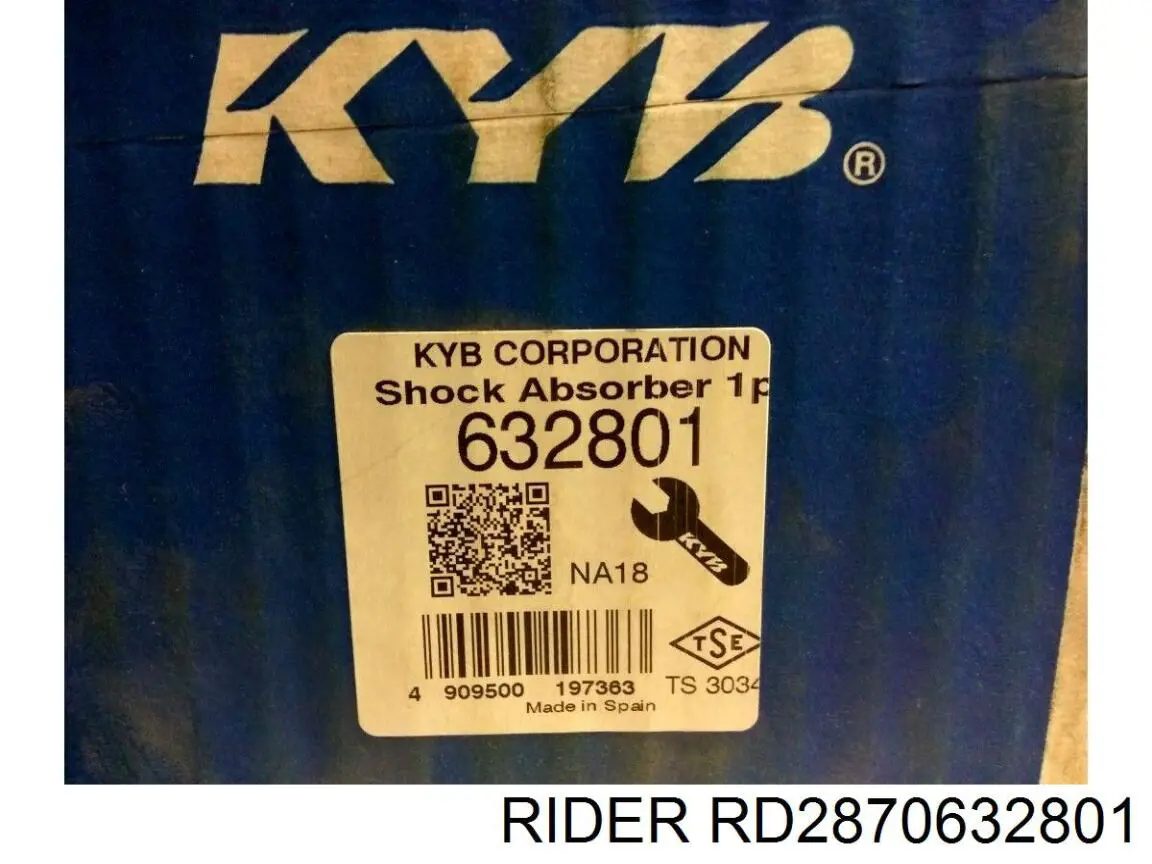 KYB®
KYB CORPORATION
Shock Absorber 1p
632801
KYB
NA18
TSE
4 909500 197363
TS 3034
Made in Spain
RIDER RD2870632801